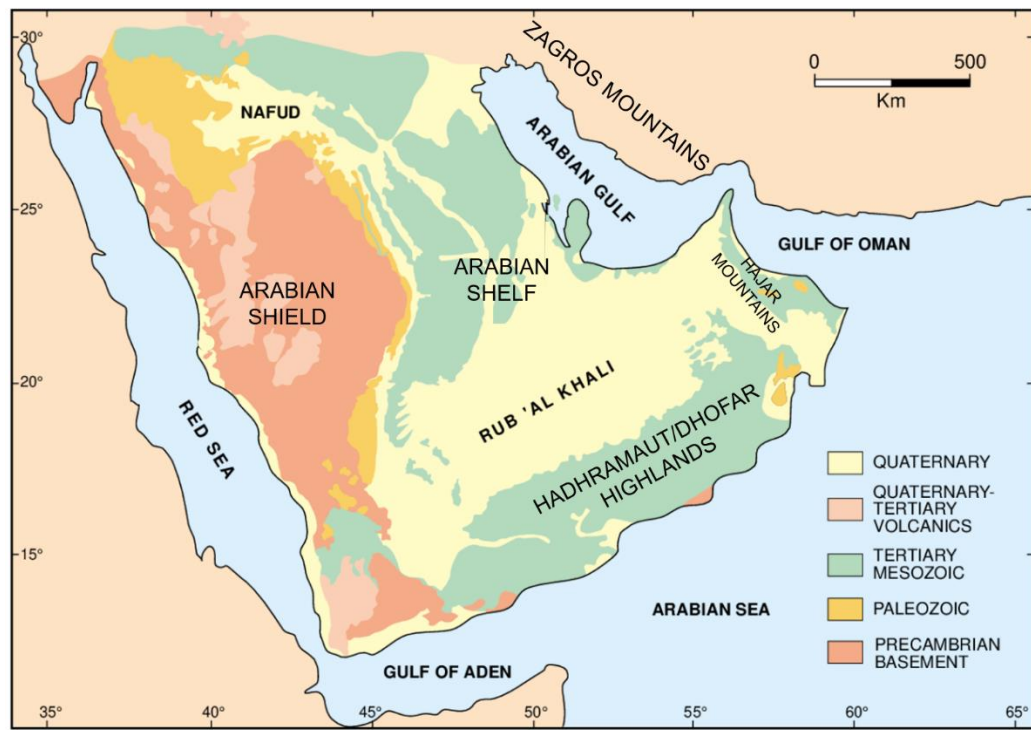 30°
25°
20°
15°
35°
40°
45°
50°
55°
60°
65°
ZAGROS MOUNTAINS
0 500
Km
NAFUD
ARABIAN GULF
GULF OF OMAN
HAJAR
MOUNTAINS
ARABIAN
SHIELD
ARABIAN
SHELF
RED SEA
RUB 'AL KHALI
HADHRAMAUT/DHOFAR
HIGHLANDS
ARABIAN SEA
GULF OF ADEN
QUATERNARY
QUATERNARY-
TERTIARY
VOLCANICS
TERTIARY
MESOZOIC
PALEOZOIC
PRECAMBRIAN
BASEMENT